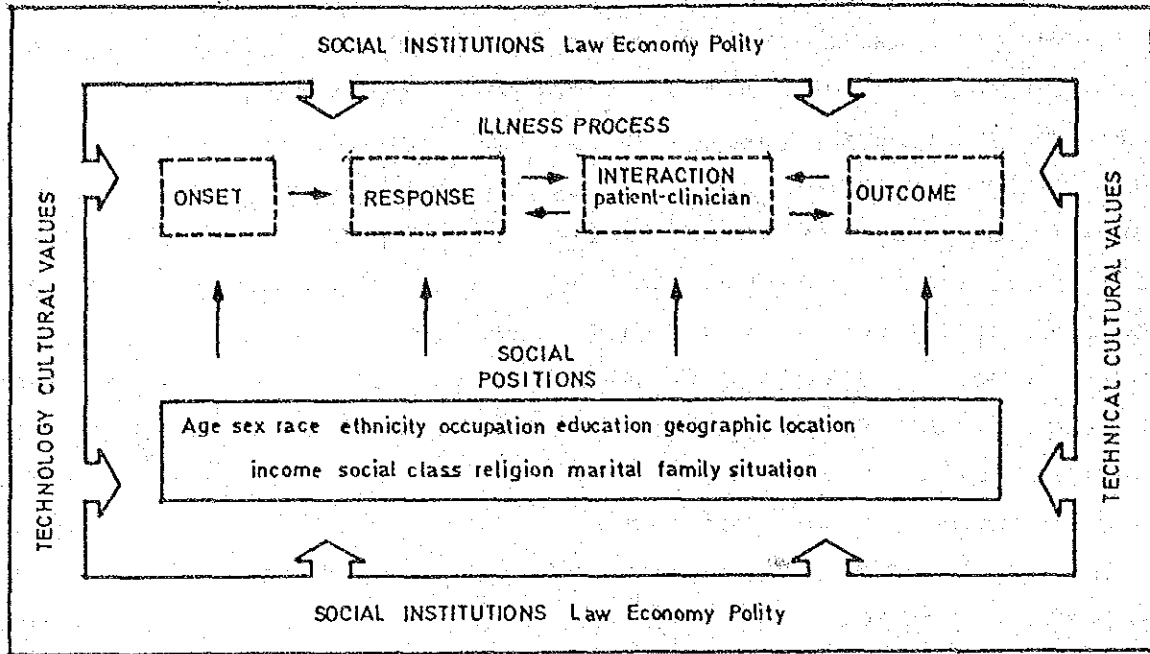 SOCIAL INSTITUTIONS Law Economy Polity
ILLNESS PROCESS
ONSET
RESPONSE
INTERACTION
patient-clinician
OUTCOME
TECHNOLOGY CULTURAL VALUES
TECHNICAL CULTURAL VALUES
SOCIAL
POSITIONS
Age sex race ethnicity occupation education geographic location
income social class religion marital family situation
SOCIAL INSTITUTIONS Law Economy Polity